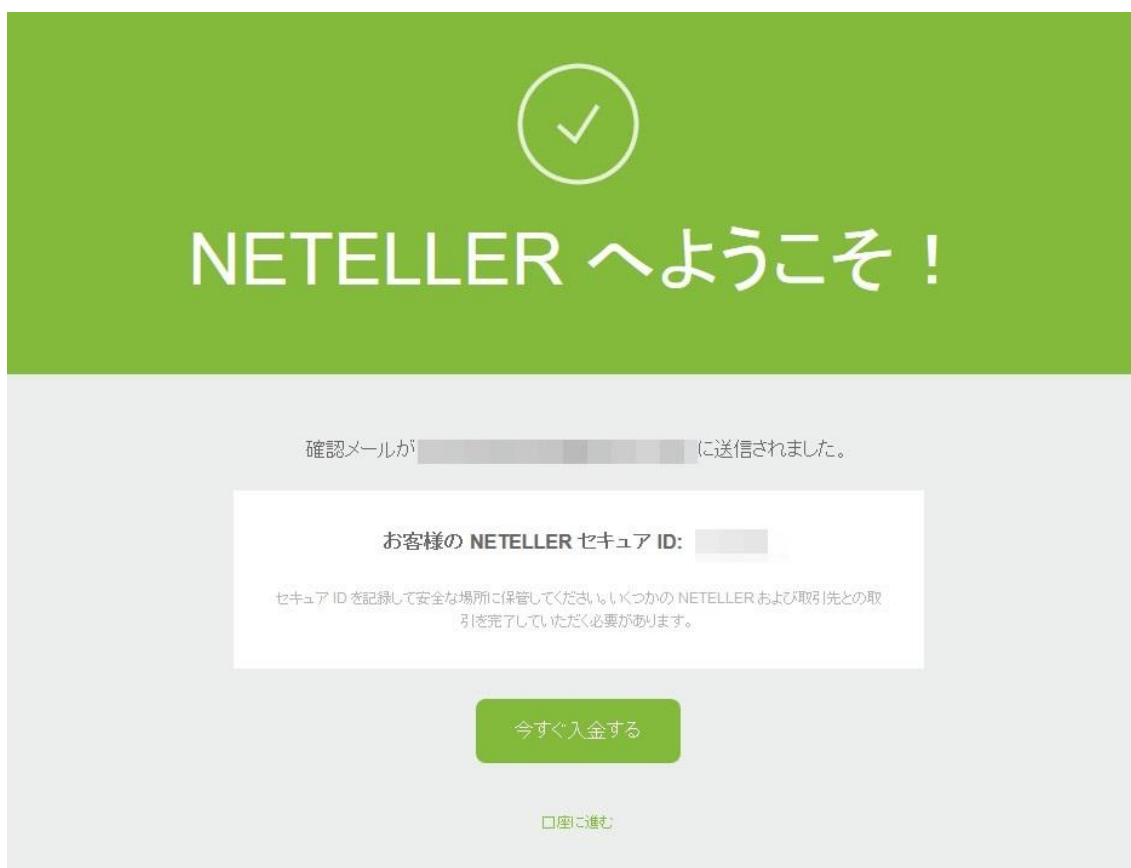 NETELLER へようこそ！
確認メールが に送信されました。
お客様の NETELLER セキュア ID:
セキュア ID を記録して安全な場所に保管してください。いくつかの NETELLER および取引先との取
引を完了していただく必要があります。
今すぐ入金する
口座に進む